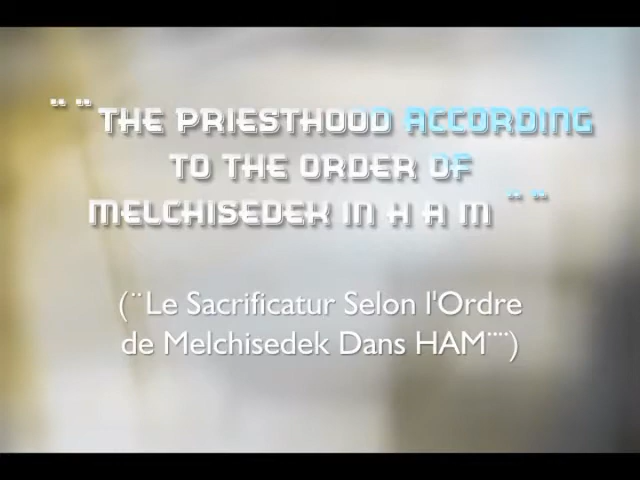 ¨ ¨THE PRIESTHOOD ACCORDING
TO THE ORDER OF
MELCHISEDEK IN H A M ¨ ¨
(¨Le Sacrificatur Selon l'Ordre
de Melchisedek Dans HAM¨¨)